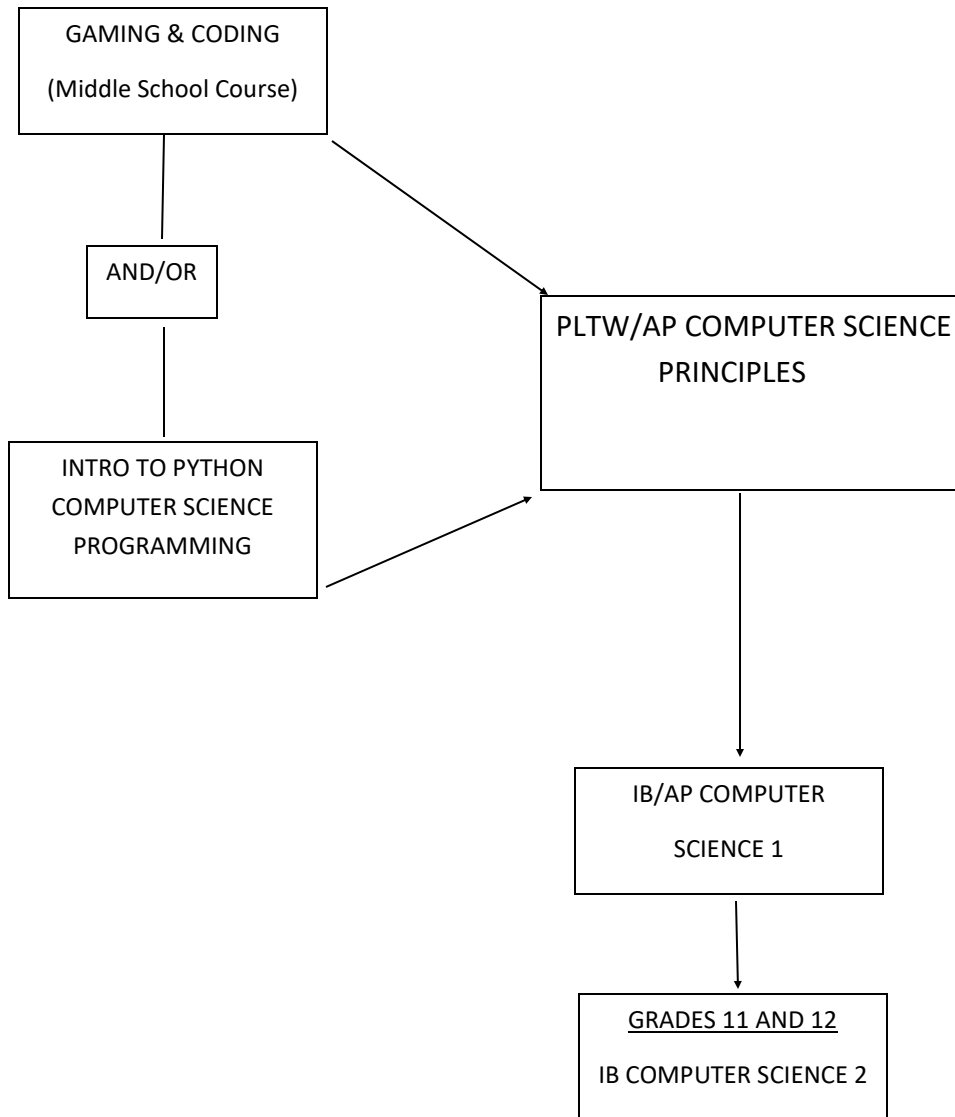 GAMING & CODING
(Middle School Course)
AND/OR
PLTW/AP COMPUTER SCIENCE
PRINCIPLES
INTRO TO PYTHON
COMPUTER SCIENCE
PROGRAMMING
IB/AP COMPUTER
SCIENCE 1
GRADES 11 AND 12
IB COMPUTER SCIENCE 2